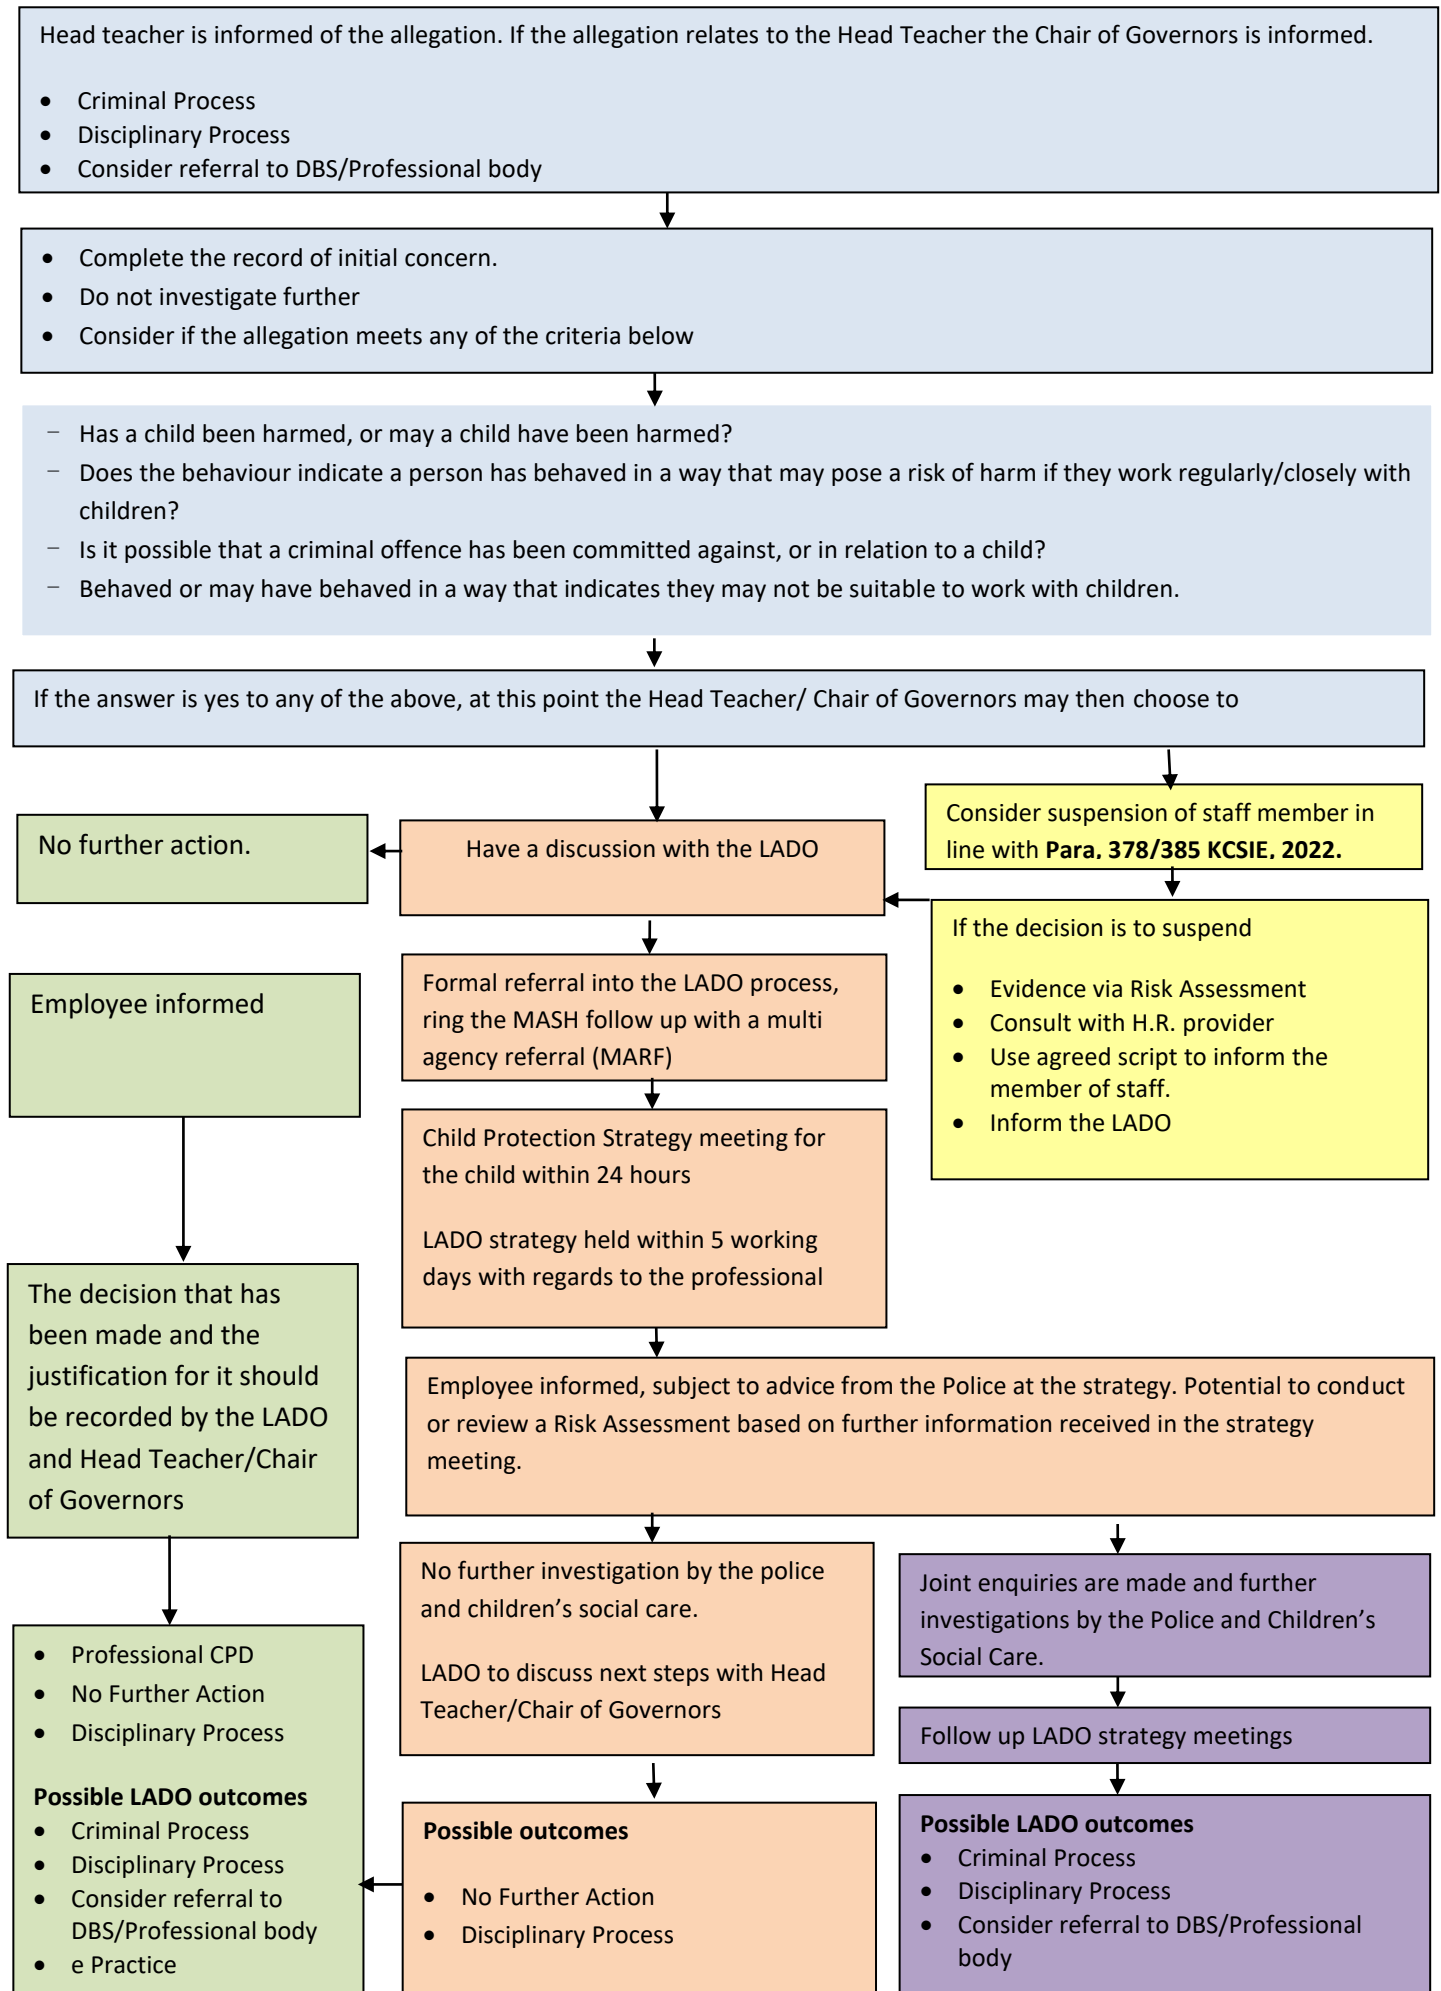 Head teacher is informed of the allegation. If the allegation relates to the Head Teacher the Chair of Governors is informed.
• Criminal Process
• Disciplinary Process
• Consider referral to DBS/Professional body
• Complete the record of initial concern.
• Do not investigate further
• Consider if the allegation meets any of the criteria below
− Has a child been harmed, or may a child have been harmed?
− Does the behaviour indicate a person has behaved in a way that may pose a risk of harm if they work regularly/closely with
children?
− Is it possible that a criminal offence has been committed against, or in relation to a child?
− Behaved or may have behaved in a way that indicates they may not be suitable to work with children.
If the answer is yes to any of the above, at this point the Head Teacher/ Chair of Governors may then choose to
No further action.
Have a discussion with the LADO
Consider suspension of staff member in
line with Para. 378/385 KCSIE, 2022.
If the decision is to suspend
• Evidence via Risk Assessment
• Consult with H.R. provider
• Use agreed script to inform the
member of staff.
• Inform the LADO
Employee informed
Formal referral into the LADO process,
ring the MASH follow up with a multi
agency referral (MARF)
Child Protection Strategy meeting for
the child within 24 hours
LADO strategy held within 5 working
days with regards to the professional
The decision that has
been made and the
justification for it should
be recorded by the LADO
and Head Teacher/Chair
of Governors
Employee informed, subject to advice from the Police at the strategy. Potential to conduct
or review a Risk Assessment based on further information received in the strategy
meeting.
No further investigation by the police
and children’s social care.
LADO to discuss next steps with Head
Teacher/Chair of Governors
Joint enquiries are made and further
investigations by the Police and Children’s
Social Care.
Follow up LADO strategy meetings
• Professional CPD
• No Further Action
• Disciplinary Process
Possible LADO outcomes
• Criminal Process
• Disciplinary Process
• Consider referral to
DBS/Professional body
• e Practice
Possible outcomes
• No Further Action
• Disciplinary Process
Possible LADO outcomes
• Criminal Process
• Disciplinary Process
• Consider referral to DBS/Professional
body